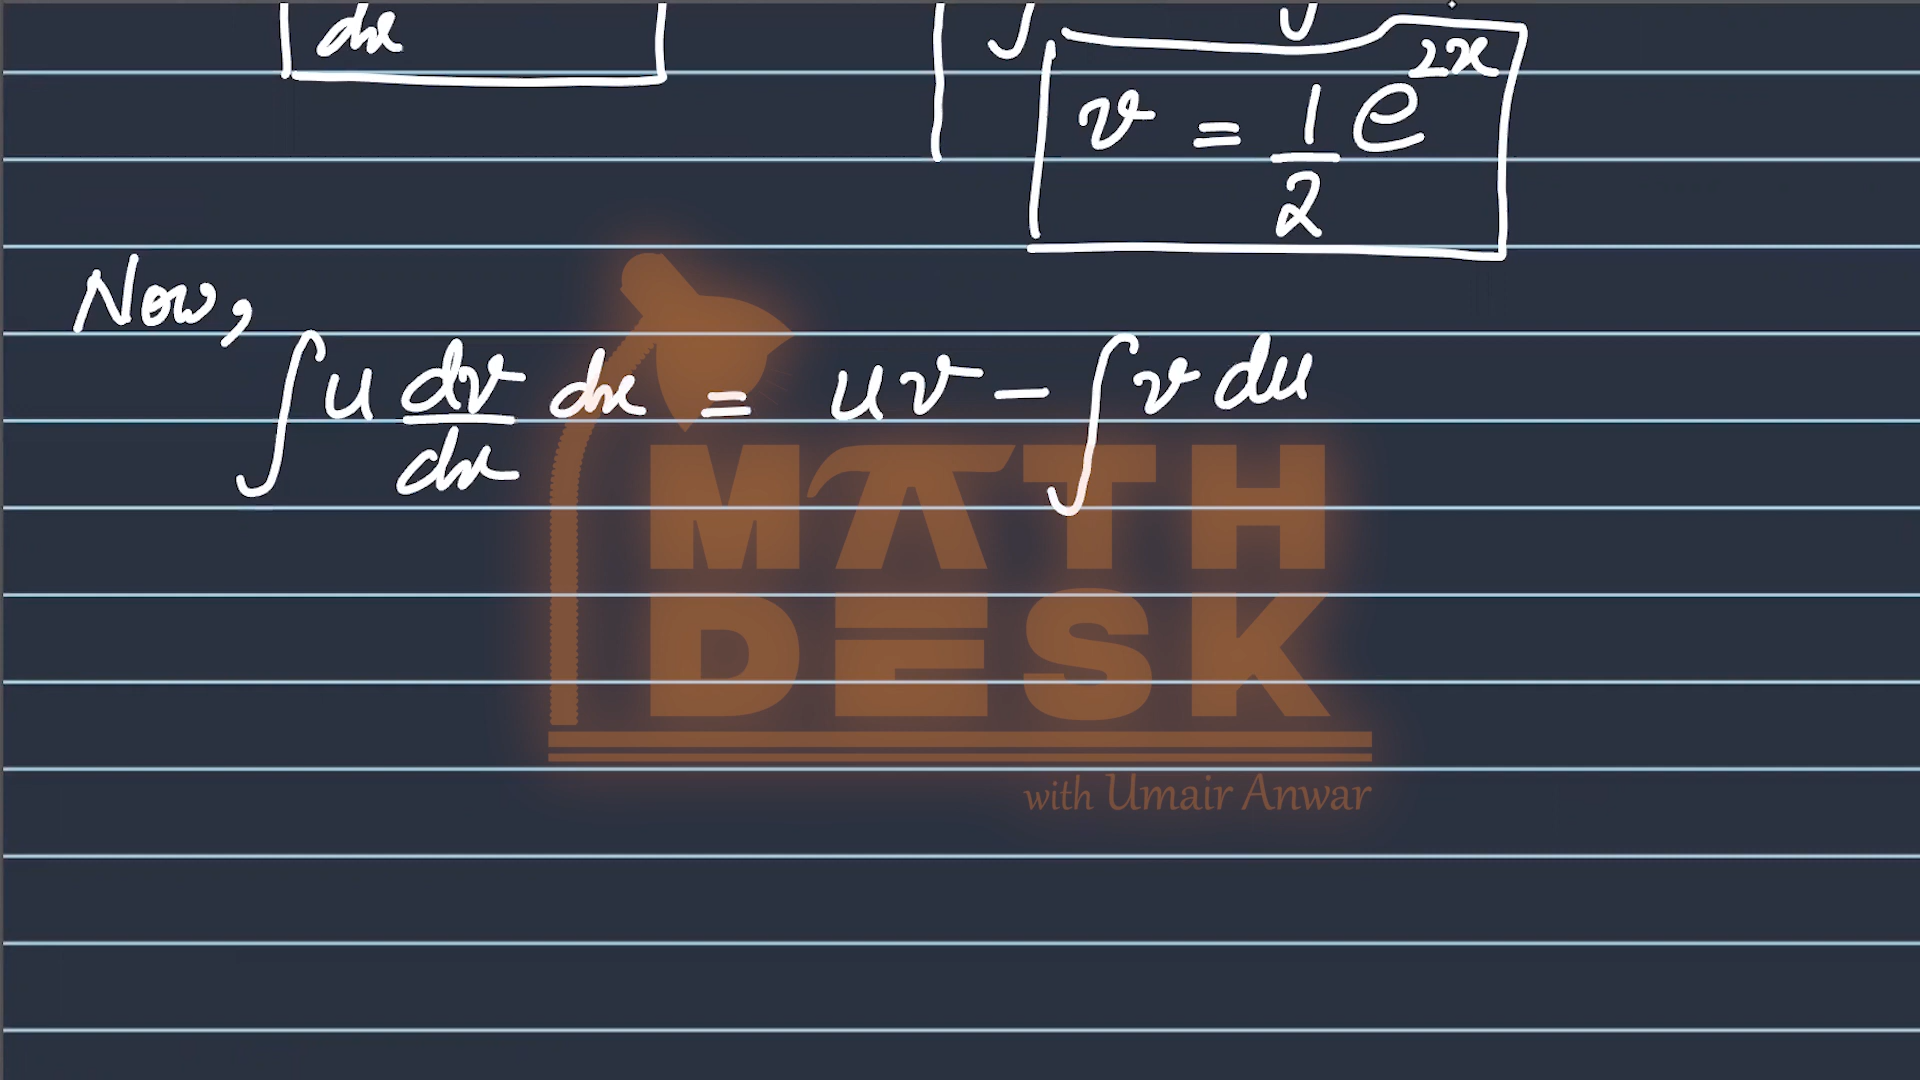 dx
v = 1/2 e^2x
Now,
∫ u dv/dx dx = uv - ∫ v du
MATH
DESK
with Umair Anwar